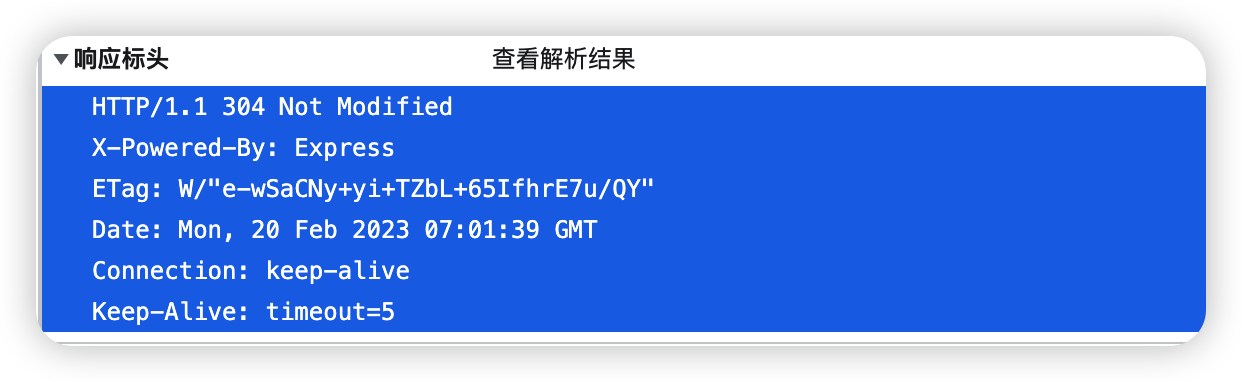 响应标头 查看解析结果
HTTP/1.1 304 Not Modified
X-Powered-By: Express
ETag: W/"e-wSaCNy+yi+TZbL+65IfhrE7u/QY"
Date: Mon, 20 Feb 2023 07:01:39 GMT
Connection: keep-alive
Keep-Alive: timeout=5